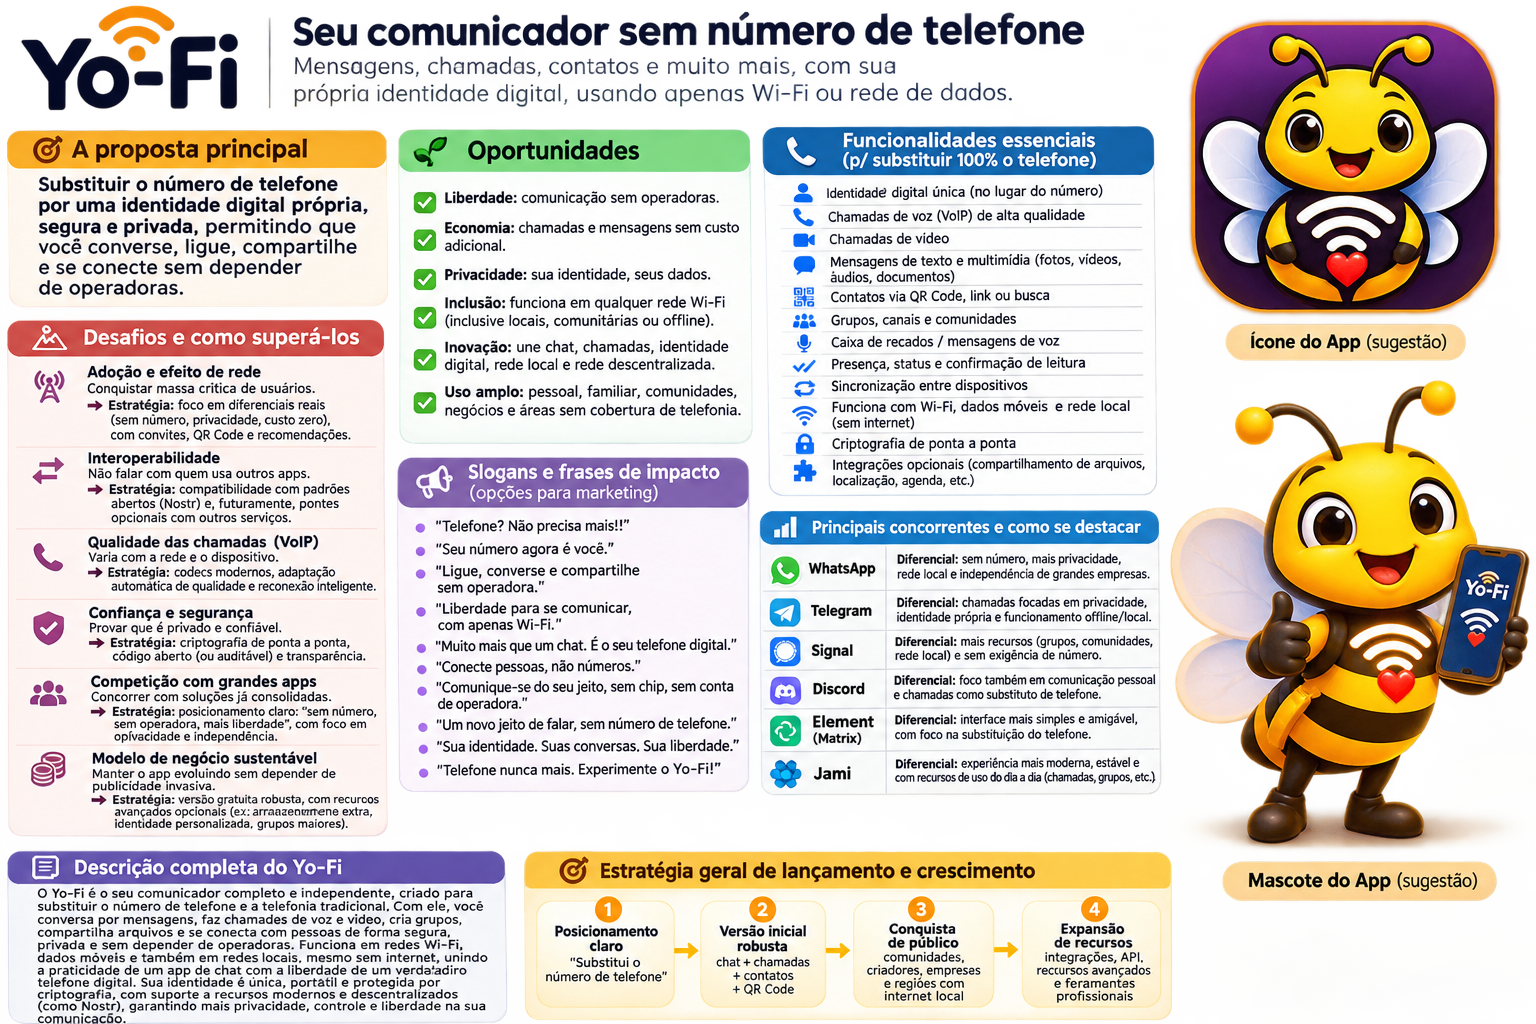 Yo-Fi
Seu comunicador sem número de telefone
Mensagens, chamadas, contatos e muito mais, com sua
própria identidade digital, usando apenas Wi-Fi ou rede de dados.
A proposta principal
Substituir o número de telefone
por uma identidade digital própria,
segura e privada, permitindo que
você converse, ligue, compartilhe
e se conecte sem depender
de operadoras.
Desafios e como superá-los
Adoção e efeito de rede
Conquistar massa critica de usuários.
→ Estratégia: foco em diferenciais reais
(sem número, privacidade, custo zero),
com convites, QR Code e recomendações.
Interoperabilidade
Não falar com quem usa outros apps.
→ Estratégia: compatibilidade com padrões
abertos (Nostr) e, futuramente, pontes
opcionais com outros serviços.
Qualidade das chamadas (VoIP)
Varia com a rede e o dispositivo.
→ Estratégia: codecs modernos, adaptação
automática de qualidade e reconexão inteligente.
Confiança e segurança
Provar que é privado e confiável.
→ Estratégia: criptografia de ponta a ponta,
código aberto (ou auditável) e transparência.
Competição com grandes apps
Concorrer com soluções já consolidadas.
→ Estratégia: posicionamento claro: "sem número,
sem operadora, mais liberdade", com foco em
privacidade e independência.
Modelo de negócio sustentável
Manter o app evoluindo sem depender de
publicidade invasiva.
→ Estratégia: versão gratuita robusta, com recursos
avançados opcionais (ex: extra,
identidade personalizada, grupos maiores).
Oportunidades
Liberdade: comunicação sem operadoras.
Economia: chamadas e mensagens sem custo
adicional.
Privacidade: sua identidade, seus dados.
Inclusão: funciona em qualquer rede Wi-Fi
(inclusive locais, comunitárias ou offline).
Inovação: une chat, chamadas, identidade
digital, rede local e rede descentralizada.
Uso amplo: pessoal, familiar, comunidades,
negócios e áreas sem cobertura de telefonia.
Slogans e frases de impacto
(opções para marketing)
"Telefone? Não precisa mais!!"
"Seu número agora é você."
"Ligue, converse e compartilhe
sem operadora."
"Liberdade para se comunicar,
com apenas Wi-Fi."
"Muito mais que um chat. É o seu telefone digital."
"Conecte pessoas, não números."
"Comunique-se do seu jeito, sem chip, sem conta
de operadora."
"Um novo jeito de falar, sem número de telefone."
"Sua identidade. Suas conversas. Sua liberdade."
"Telefone nunca mais. Experimente o Yo-Fi!"
Funcionalidades essenciais
(p/ substituir 100% o telefone)
Identidade digital única (no lugar do número)
Chamadas de voz (VoIP) de alta qualidade
Chamadas de vídeo
Mensagens de texto e multimídia (fotos, vídeos,
áudios, documentos)
Contatos via QR Code, link ou busca
Grupos, canais e comunidades
Caixa de recados / mensagens de voz
Presença, status e confirmação de leitura
Sincronização entre dispositivos
Funciona com Wi-Fi, dados móveis e rede local
(sem internet)
Criptografia de ponta a ponta
Integrações opcionais (compartilhamento de arquivos,
localização, agenda, etc.)
Principais concorrentes e como se destacar
WhatsApp
Diferencial: sem número, mais privacidade,
rede local e independência de grandes empresas.
Telegram
Diferencial: chamadas focadas em privacidade,
identidade própria e funcionamento offline/local.
Signal
Diferencial: mais recursos (grupos, comunidades,
rede local) e sem exigência de número.
Discord
Diferencial: foco também em comunicação pessoal
e chamadas como substituto de telefone.
Element
(Matrix)
Diferencial: interface mais simples e amigável,
com foco na substituição do telefone.
Jami
Diferencial: experiência mais moderna, estável e
com recursos de uso do dia a dia (chamadas, grupos, etc.)
Ícone do App (sugestão)
Yo-Fi
Mascote do App (sugestão)
Descrição completa do Yo-Fi
O Yo-Fi é o seu comunicador completo e independente, criado para
substituir o número de telefone e a telefonia tradicional. Com ele, você
conversa por mensagens, faz chamades de voz e video, cria grupos,
compartilha arquivos e se conecta com pessoas de forma segura,
privada e sem depender de operadoras. Funciona em redes Wi-Fi,
dados móveis e também em redes locais, mesmo sem internet, unindo
a praticidade de um app de chat com a liberdade de um
telefone digital. Sua identidade é única, portátil e protegida por
criptografia, com suporte a recursos modernos e descentralizados
(como Nostr), garantindo mais privacidade, controle e liberdade na sua
comunicação.
Estratégia geral de lançamento e crescimento
1
Posicionamento
claro
"Substitui o
número de telefone"
2
Versão inicial
robusta
chat + chamadas
+ contatos
+ QR Code
3
Conquista
de público
comunidades,
criadores, empreses
e regiões com
internet local
4
Expansão
de recursos
integrações, API,
recursos avançados
e feramantes
profissionais